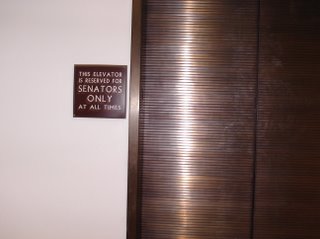 THIS ELEVATOR
IS RESERVED FOR
SENATORS
ONLY
AT ALL TIMES